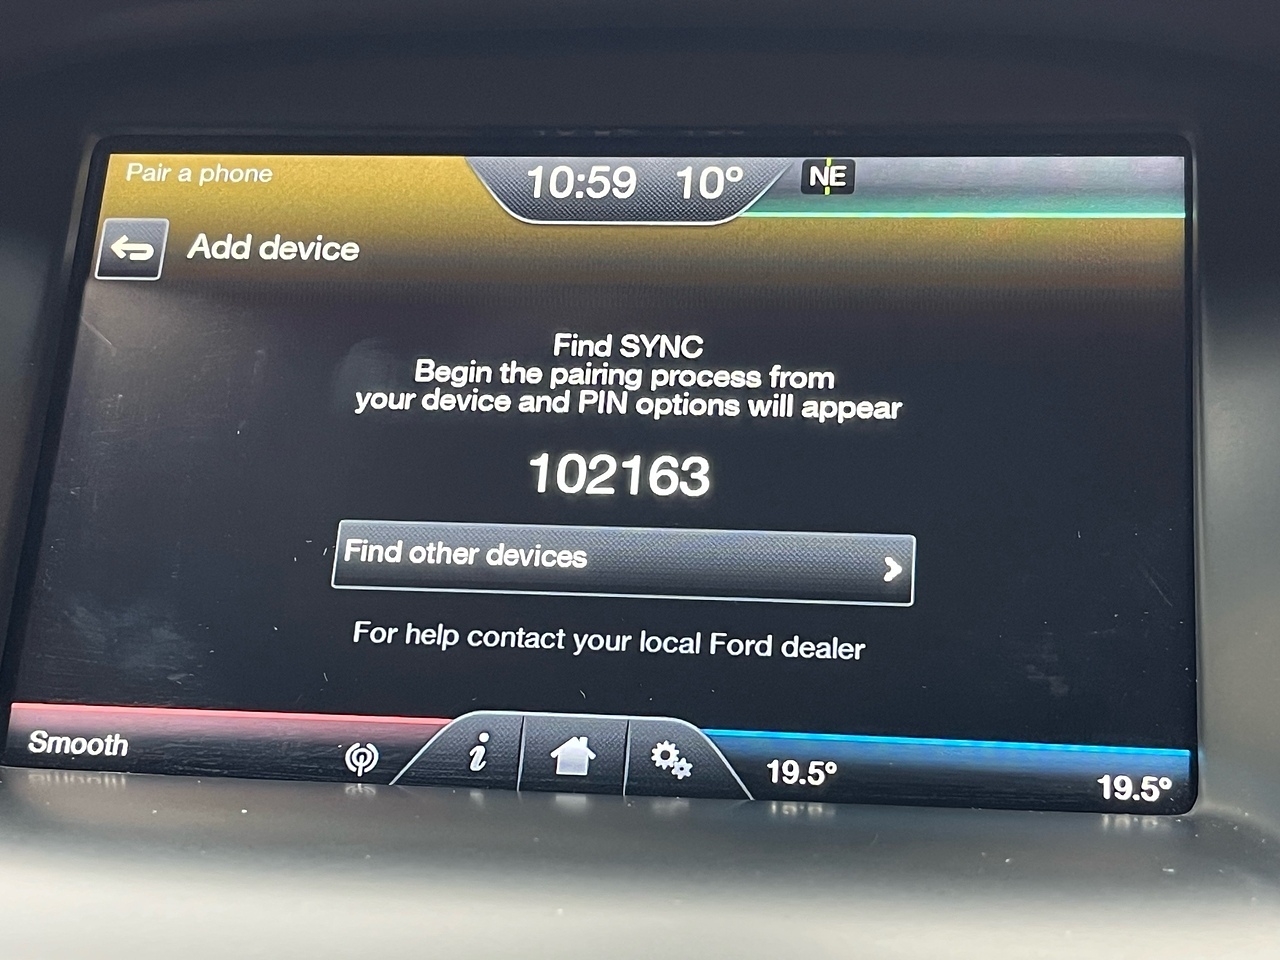 Pair a phone
10:59 10° NE
Add device
Find SYNC
Begin the pairing process from
your device and PIN options will appear
102163
Find other devices
For help contact your local Ford dealer
Smooth
19.5°
19.5°